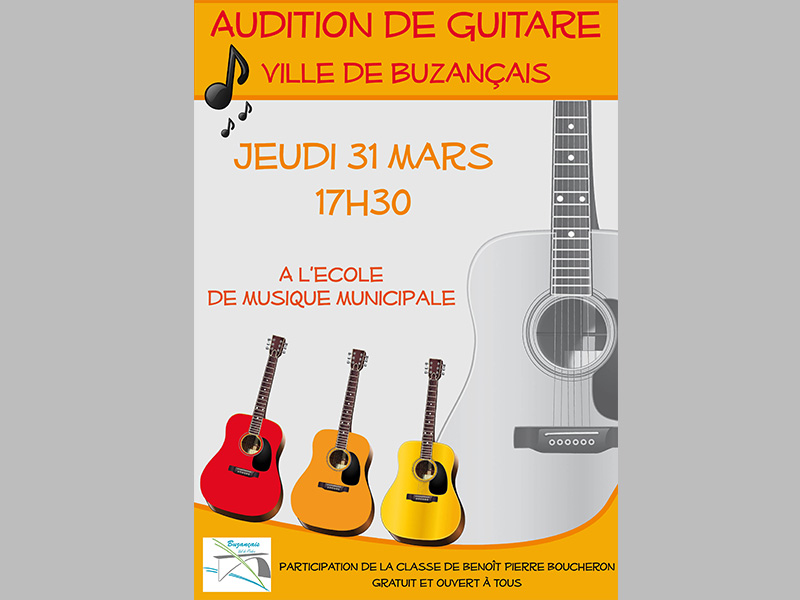 AUDITION DE GUITARE
VILLE DE BUZANÇAIS
JEUDI 31 MARS
17H30
A L'ECOLE
DE MUSIQUE MUNICIPALE
Buzançais
PARTICIPATION DE LA CLASSE DE BENOÎT PIERRE BOUCHERON
GRATUIT ET OUVERT À TOUS